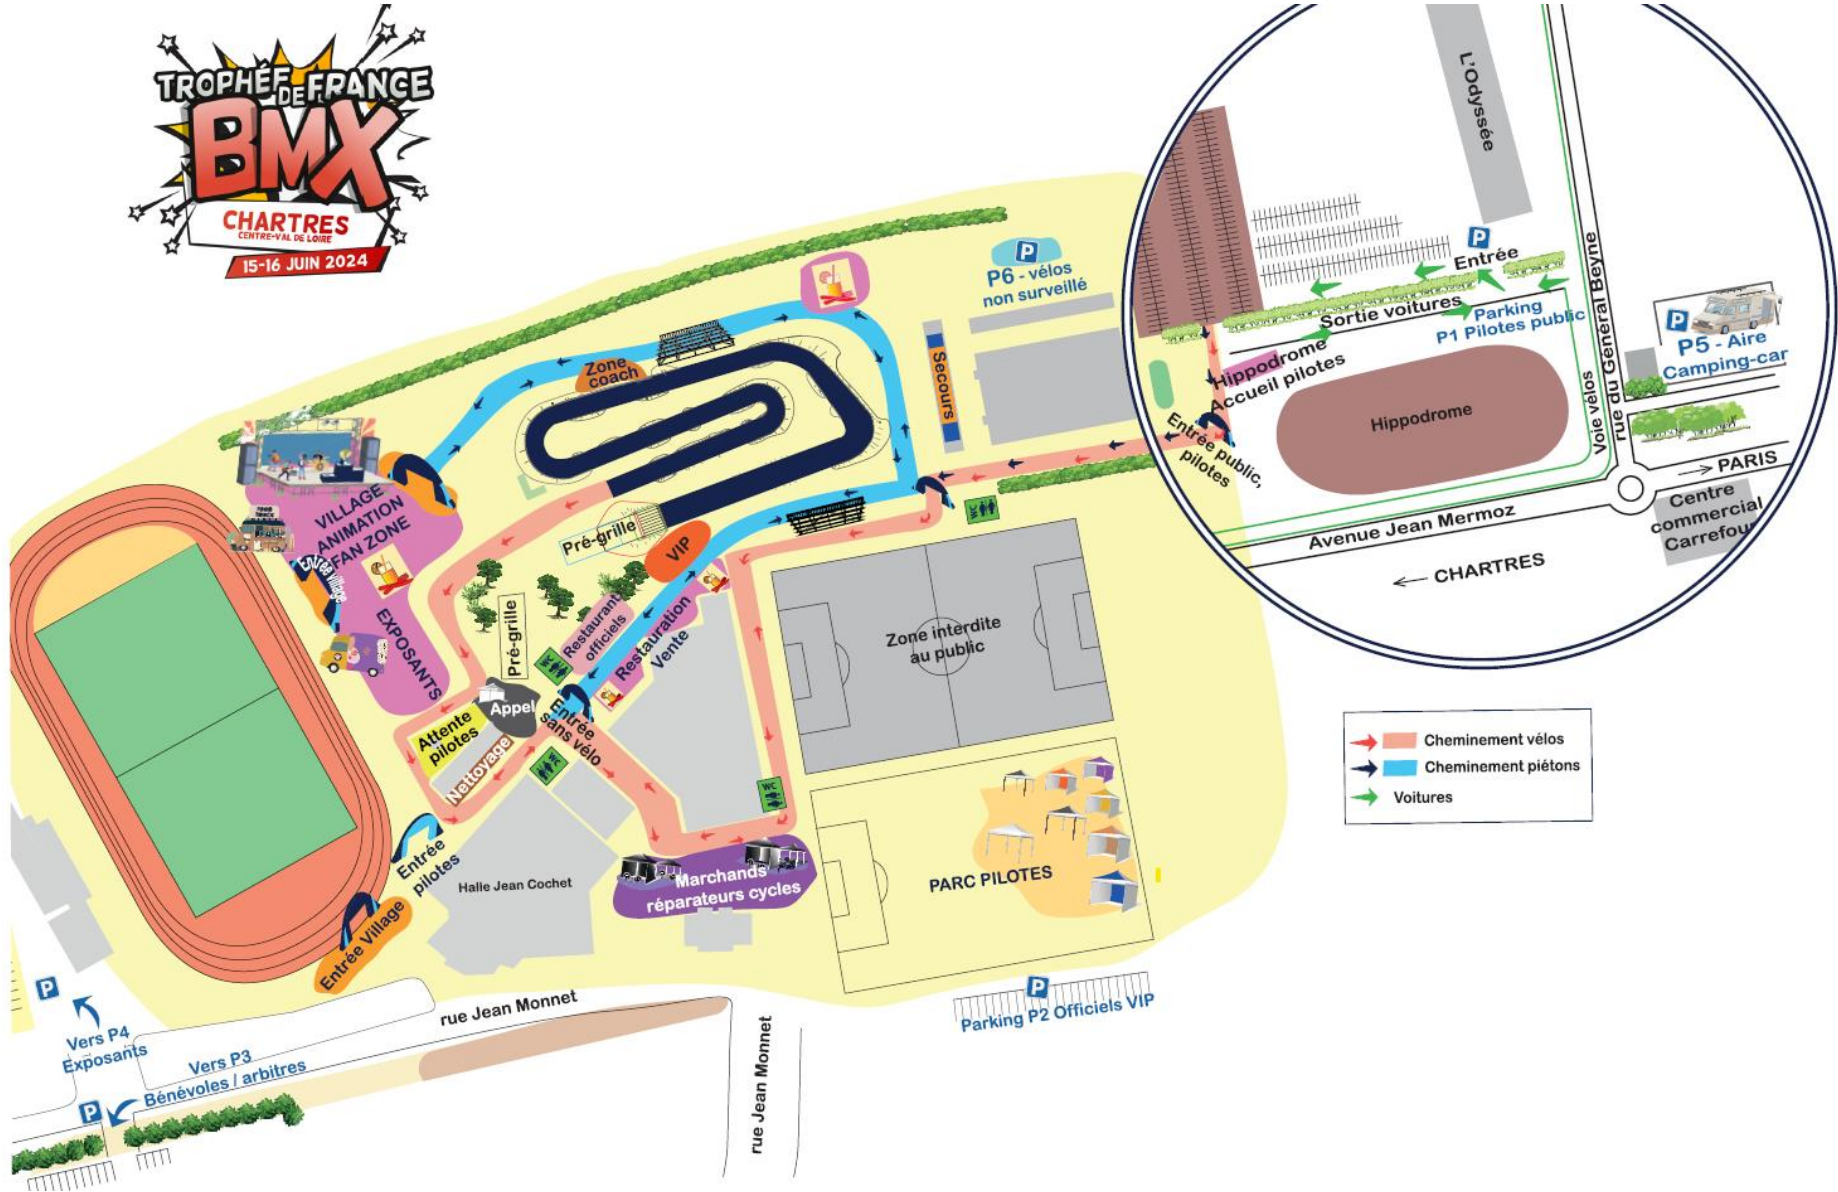 TROPHÉE
DE FRANCE
BMX
CHARTRES
CENTRE-VAL DE LOIRE
15-16 JUIN 2024
L'Odyssée
P
Entrée
Sortie voitures
Parking
P1 Pilotes public
Hippodrome
Accueil pilotes
Hippodrome
Voie vélos
rue du Général Beyne
P
P5 - Aire
Camping-car
PARIS
Centre
commercial
Carrefour
Avenue Jean Mermoz
CHARTRES
Entrée public,
pilotes
P
P6 - vélos
non surveillé
Secours
Zone
coach
VILLAGE
ANIMATION
FAN ZONE
FOOD
TRUCK
Entrée village
EXPOSANTS
Pré-grille
VIP
WC
Pré-grille
Restaurant
officiels
WC
Restauration
Vente
Zone interdite
au public
Appel
Attente
pilotes
Nettoyage
Entrée
sans vélo
WC
WC
Cheminement vélos
Cheminement piétons
Voitures
Entrée
pilotes
Halle Jean Cochet
Marchands
réparateurs cycles
PARC PILOTES
Entrée Village
P
Vers P4
Exposants
Vers P3
Bénévoles / arbitres
P
rue Jean Monnet
rue Jean Monnet
P
Parking P2 Officiels VIP